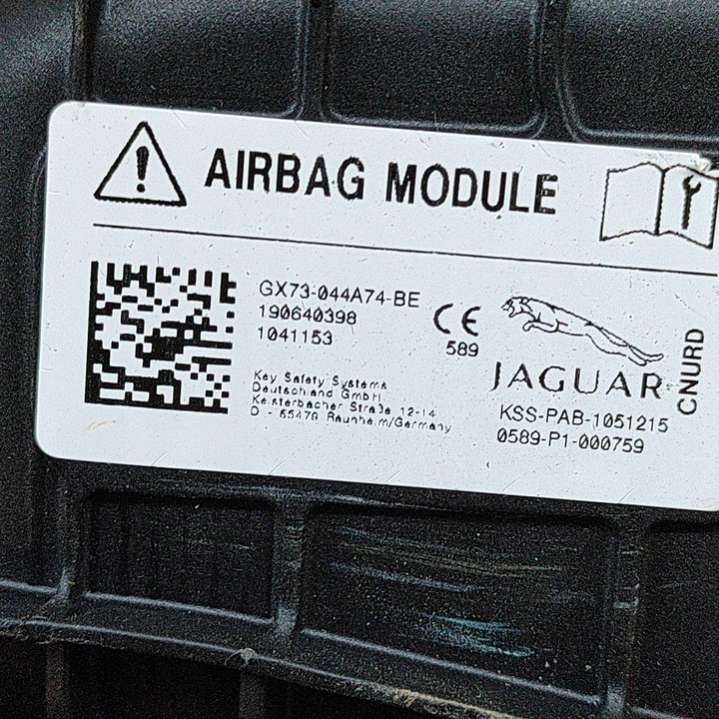 AIRBAG MODULE
GX73-044A74-BE
190640398
1041153
CE
589
Key Safety Systems
Deutschland GmbH
Kelsterbacher Straße 12-14
D - 65479 Raunheim/Germany
JAGUAR
KSS-PAB-1051215
0589-P1-000759
CNURD